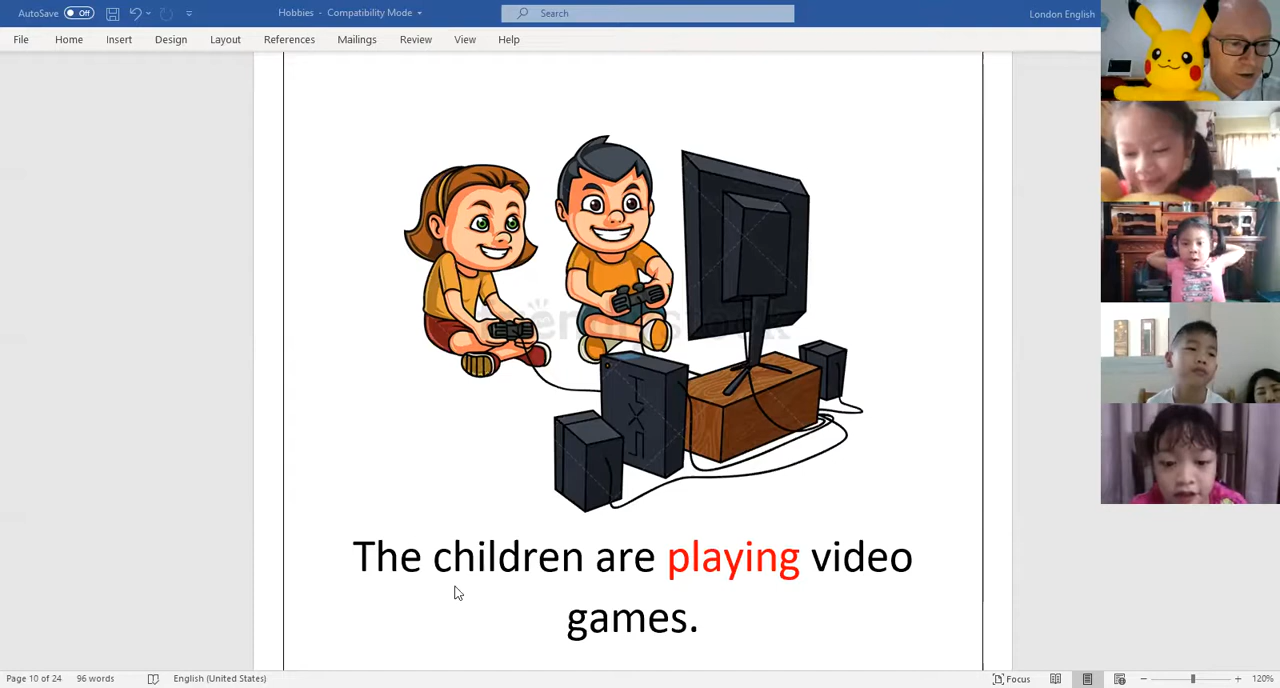 AutoSave Off Hobbies - Compatibility Mode Search London English
File Home Insert Design Layout References Mailings Review View Help
The children are playing video
games.
Page 10 of 24 96 words English (United States) Focus 120%